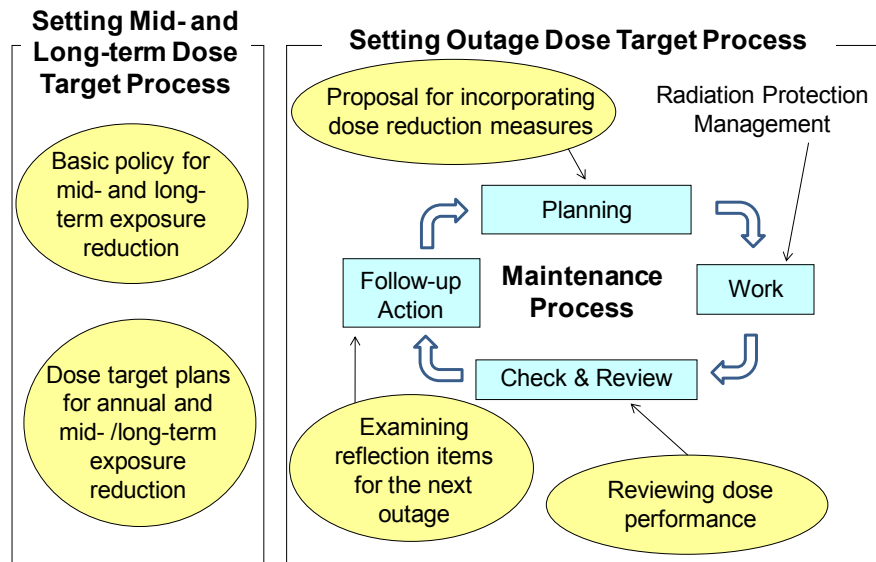 Setting Mid- and
Long-term Dose
Target Process
Basic policy for
mid- and long-
term exposure
reduction
Dose target plans
for annual and
mid- /long-term
exposure
reduction
Setting Outage Dose Target Process
Proposal for incorporating
dose reduction measures
Radiation Protection
Management
Planning
Follow-up
Action
Maintenance
Process
Work
Check & Review
Examining
reflection items
for the next
outage
Reviewing dose
performance